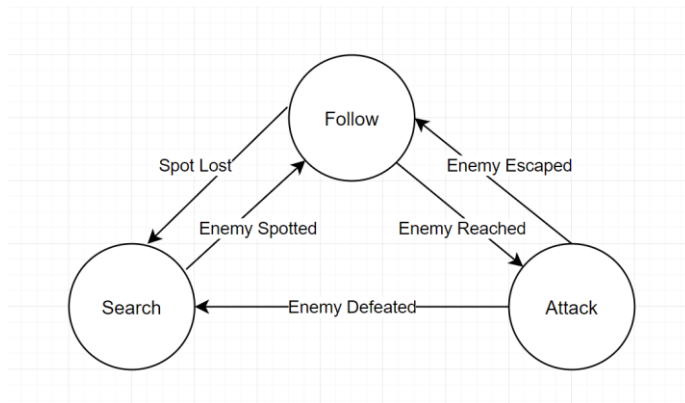 Follow
Spot Lost
Enemy Escaped
Enemy Spotted
Enemy Reached
Search
Enemy Defeated
Attack